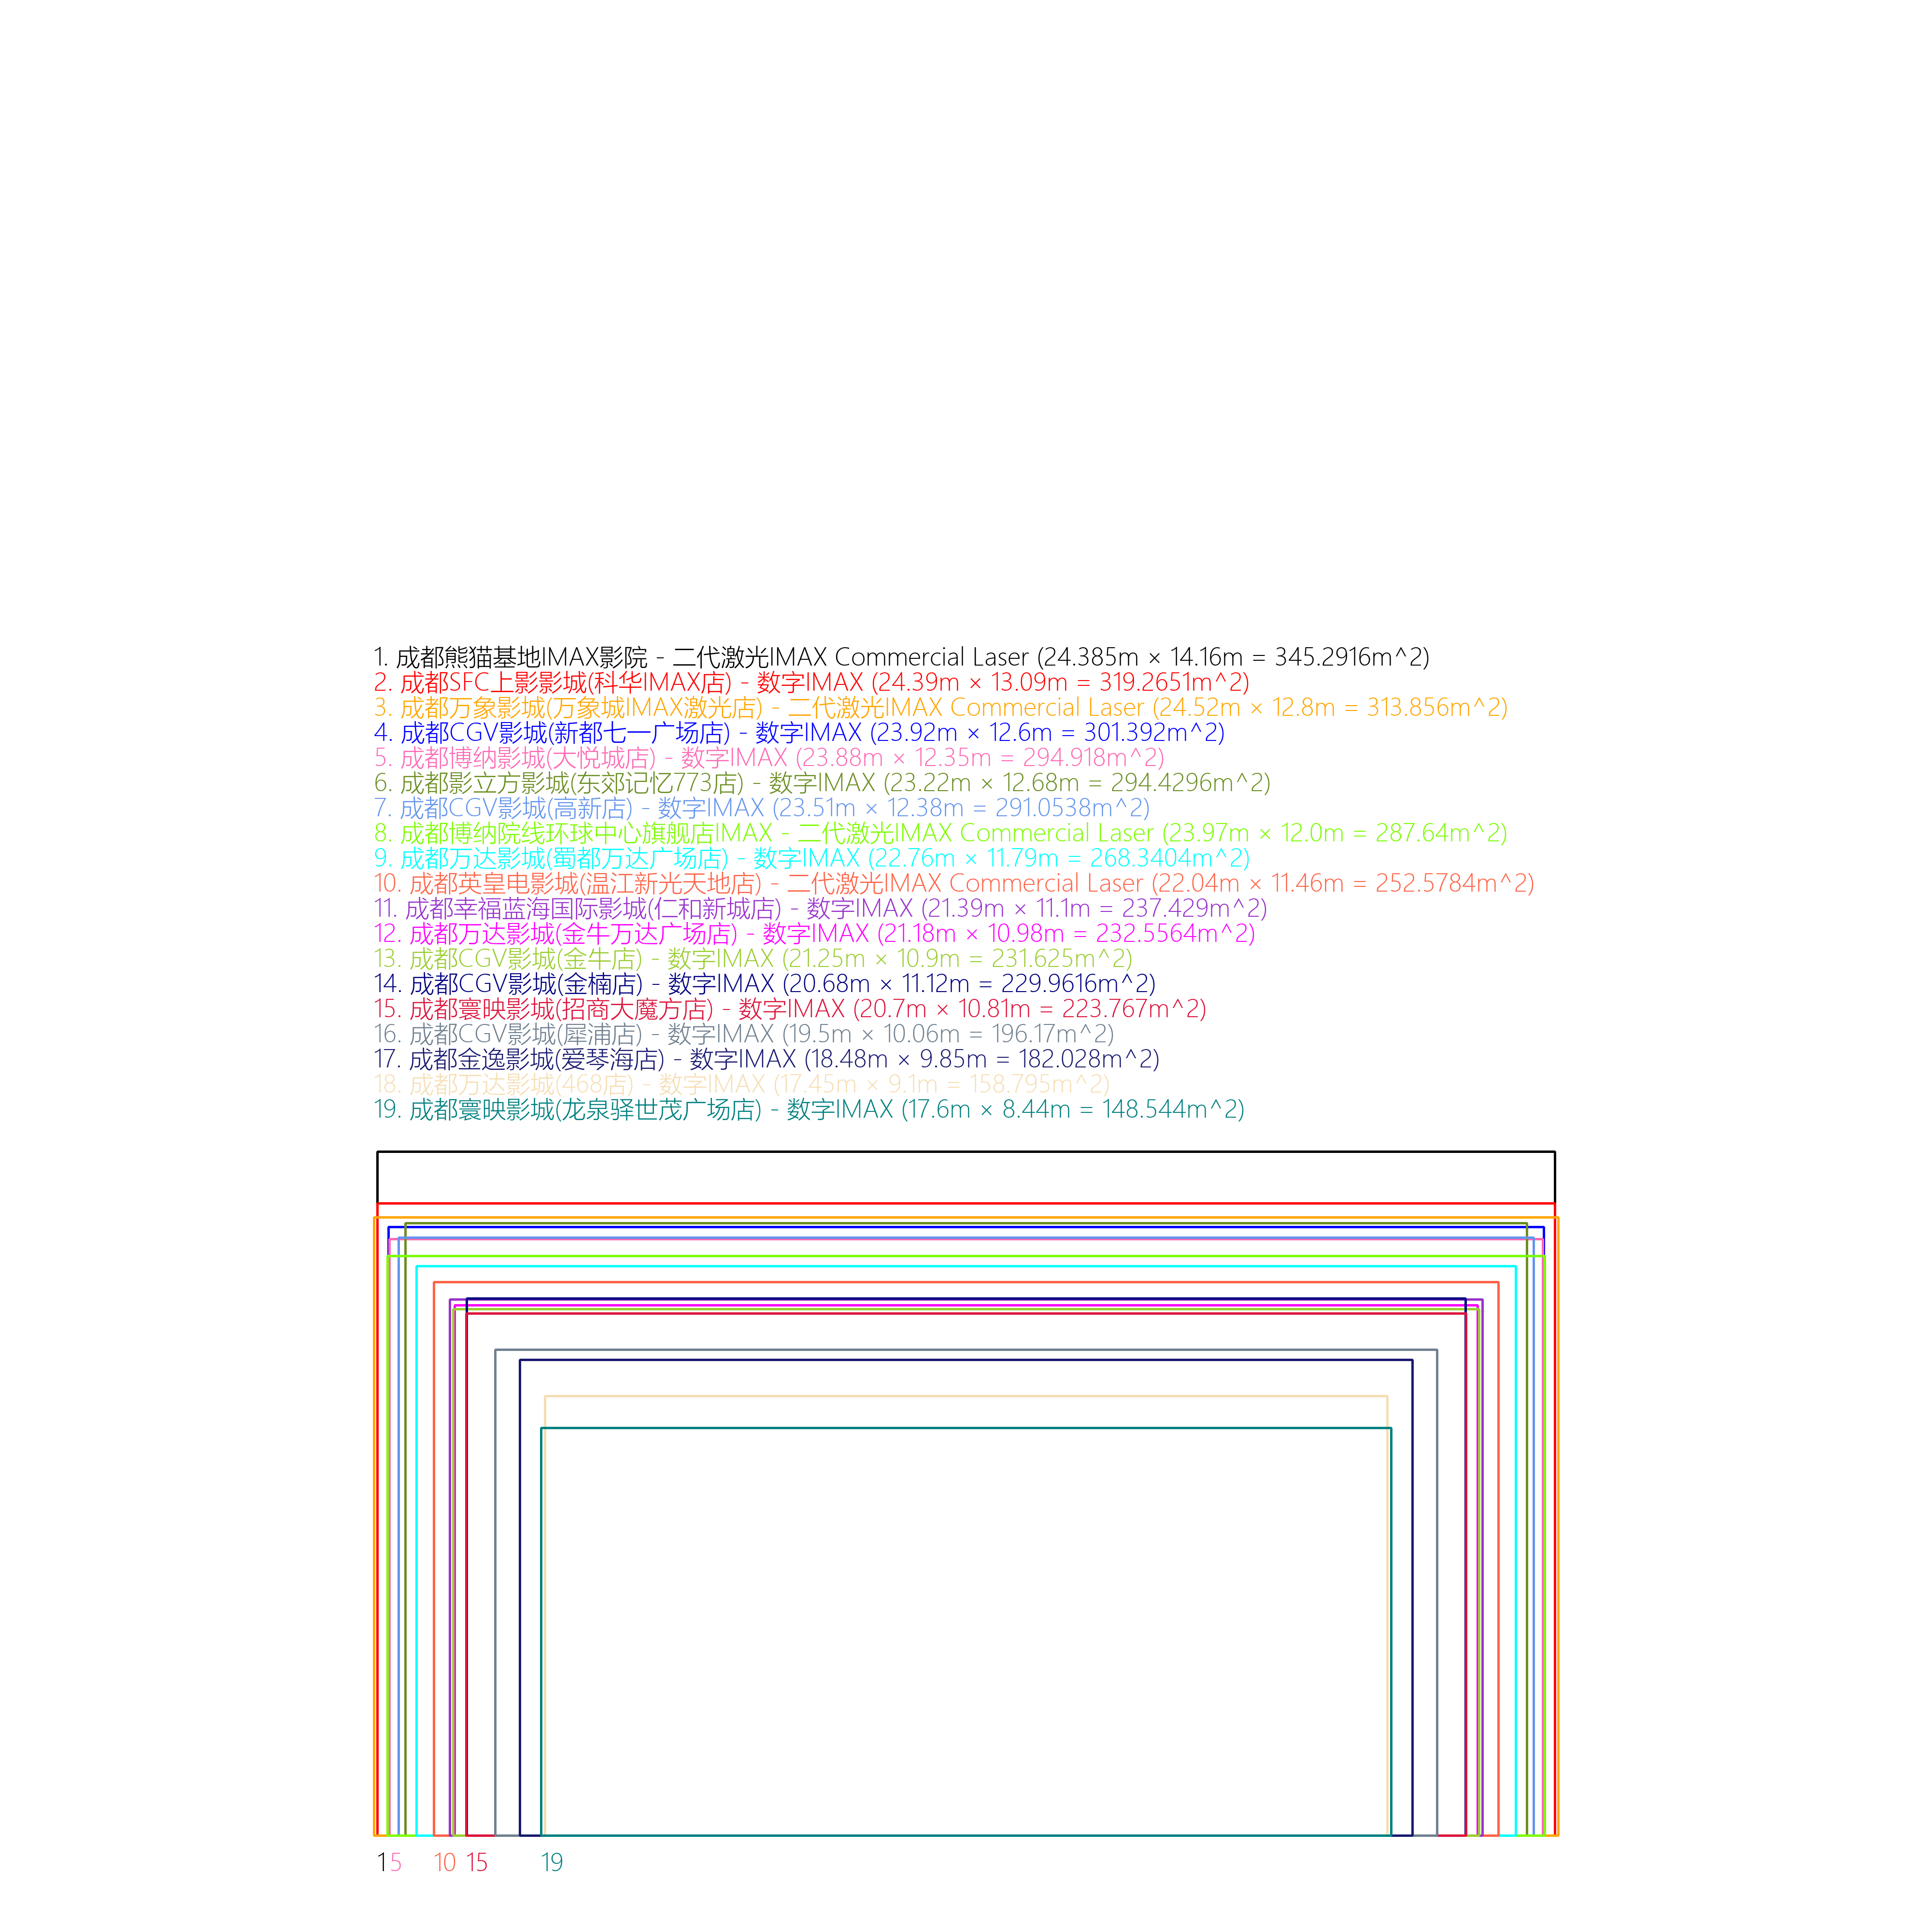 1. 成都熊猫基地IMAX影院 - 二代激光IMAX Commercial Laser (24.385m × 14.16m = 345.2916m^2)
2. 成都SFC上影影城(科华IMAX店) - 数字IMAX (24.39m × 13.09m = 319.2651m^2)
3. 成都万象影城(万象城IMAX激光店) - 二代激光IMAX Commercial Laser (24.52m × 12.8m = 313.856m^2)
4. 成都CGV影城(新都七一广场店) - 数字IMAX (23.92m × 12.6m = 301.392m^2)
5. 成都博纳影城(大悦城店) - 数字IMAX (23.88m × 12.35m = 294.918m^2)
6. 成都影立方影城(东郊记忆773店) - 数字IMAX (23.22m × 12.68m = 294.4296m^2)
7. 成都CGV影城(高新店) - 数字IMAX (23.51m × 12.38m = 291.0538m^2)
8. 成都博纳院线环球中心旗舰店IMAX - 二代激光IMAX Commercial Laser (23.97m × 12.0m = 287.64m^2)
9. 成都万达影城(蜀都万达广场店) - 数字IMAX (22.76m × 11.79m = 268.3404m^2)
10. 成都英皇电影城(温江新光天地店) - 二代激光IMAX Commercial Laser (22.04m × 11.46m = 252.5784m^2)
11. 成都幸福蓝海国际影城(仁和新城店) - 数字IMAX (21.39m × 11.1m = 237.429m^2)
12. 成都万达影城(金牛万达广场店) - 数字IMAX (21.18m × 10.98m = 232.5564m^2)
13. 成都CGV影城(金牛店) - 数字IMAX (21.25m × 10.9m = 231.625m^2)
14. 成都CGV影城(金楠店) - 数字IMAX (20.68m × 11.12m = 229.9616m^2)
15. 成都寰映影城(招商大魔方店) - 数字IMAX (20.7m × 10.81m = 223.767m^2)
16. 成都CGV影城(犀浦店) - 数字IMAX (19.5m × 10.06m = 196.17m^2)
17. 成都金逸影城(爱琴海店) - 数字IMAX (18.48m × 9.85m = 182.028m^2)
18. 成都万达影城(468店) - 数字IMAX (17.45m × 9.1m = 158.795m^2)
19. 成都寰映影城(龙泉驿世茂广场店) - 数字IMAX (17.6m × 8.44m = 148.544m^2)
1 5 10 15 19